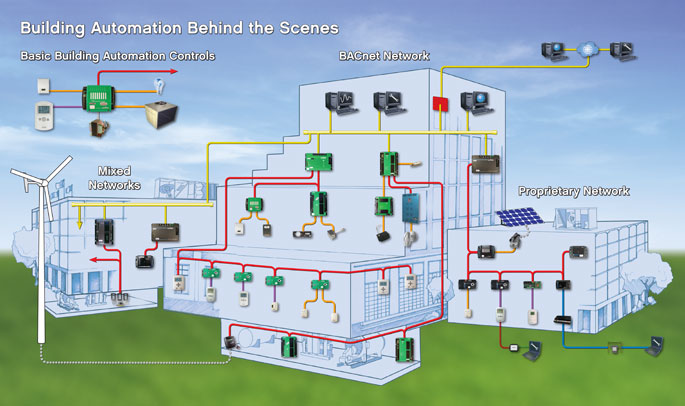 Building Automation Behind the Scenes
Basic Building Automation Controls
BACnet Network
Mixed
Networks
Proprietary Network